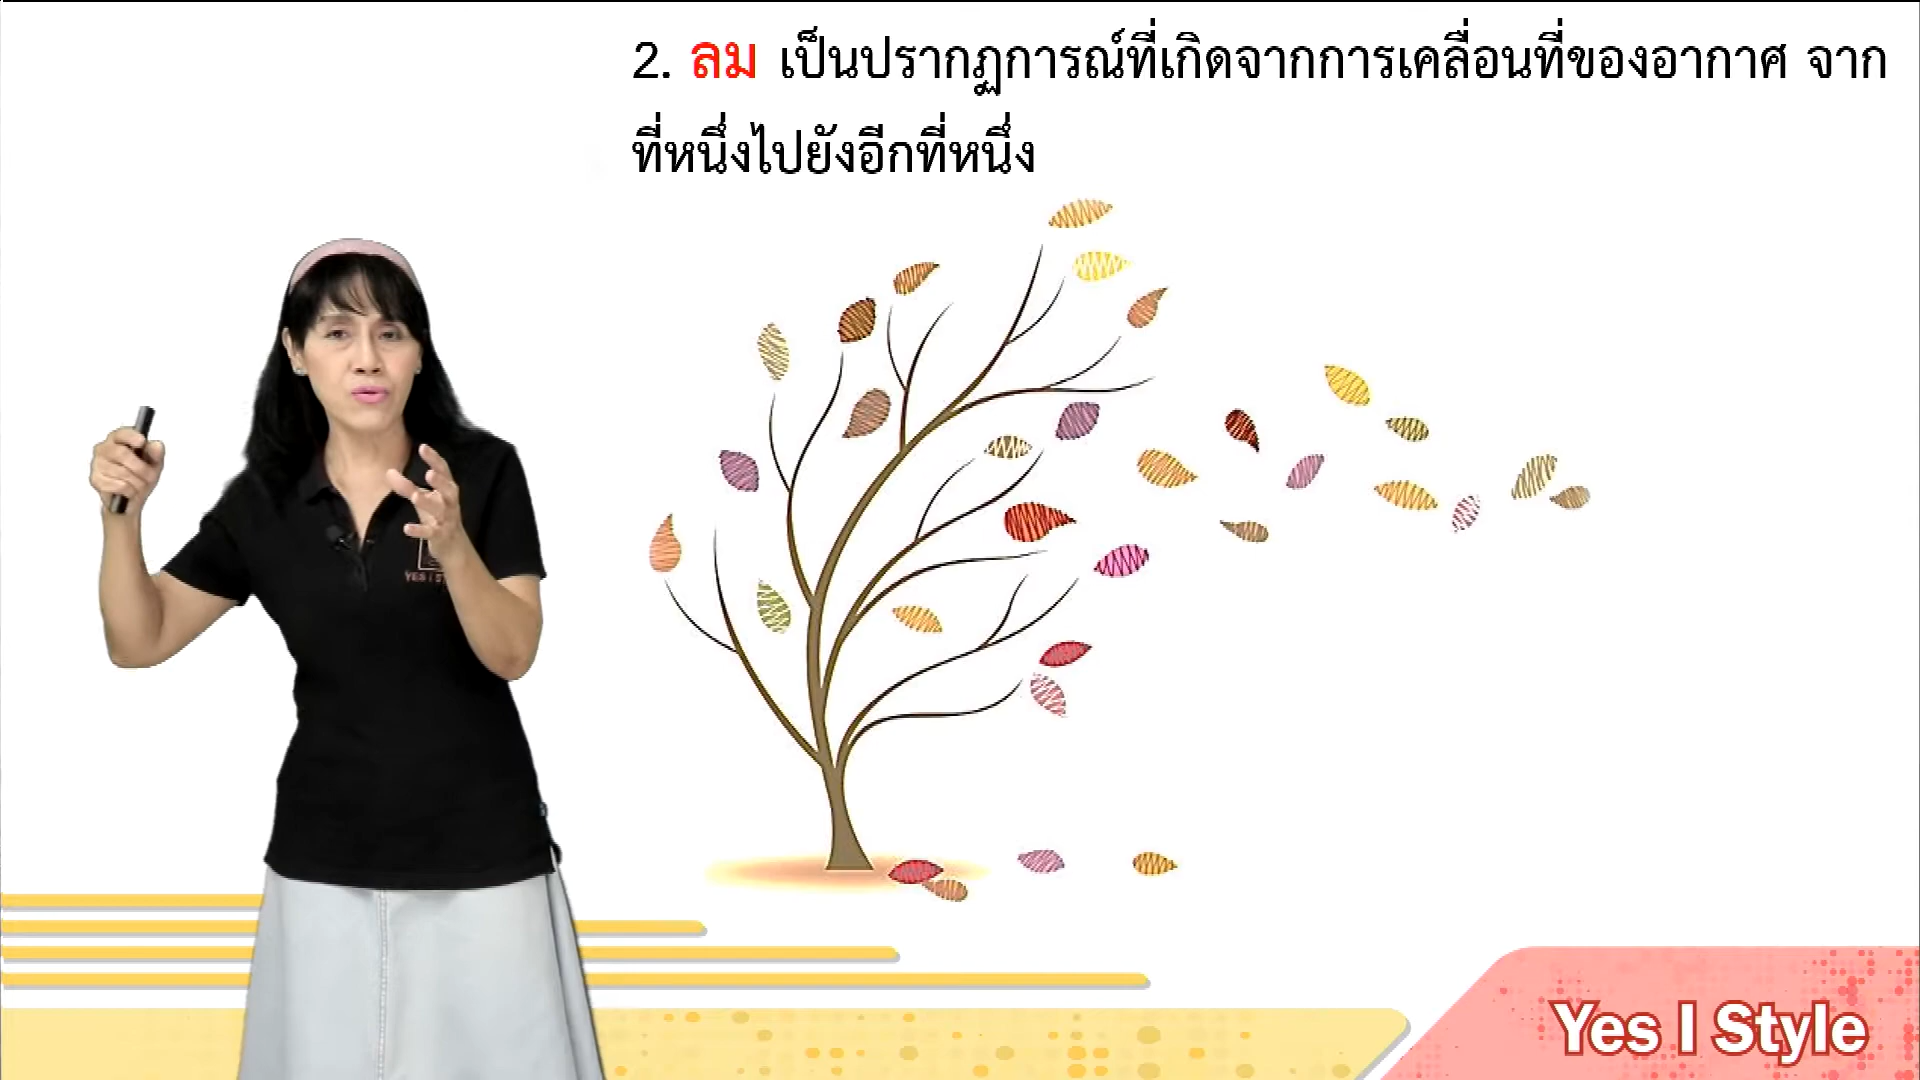 2. ลม เป็นปรากฏการณ์ที่เกิดจากการเคลื่อนที่ของอากาศ จาก
ที่หนึ่งไปยังอีกที่หนึ่ง
YES I S
Yes I Style